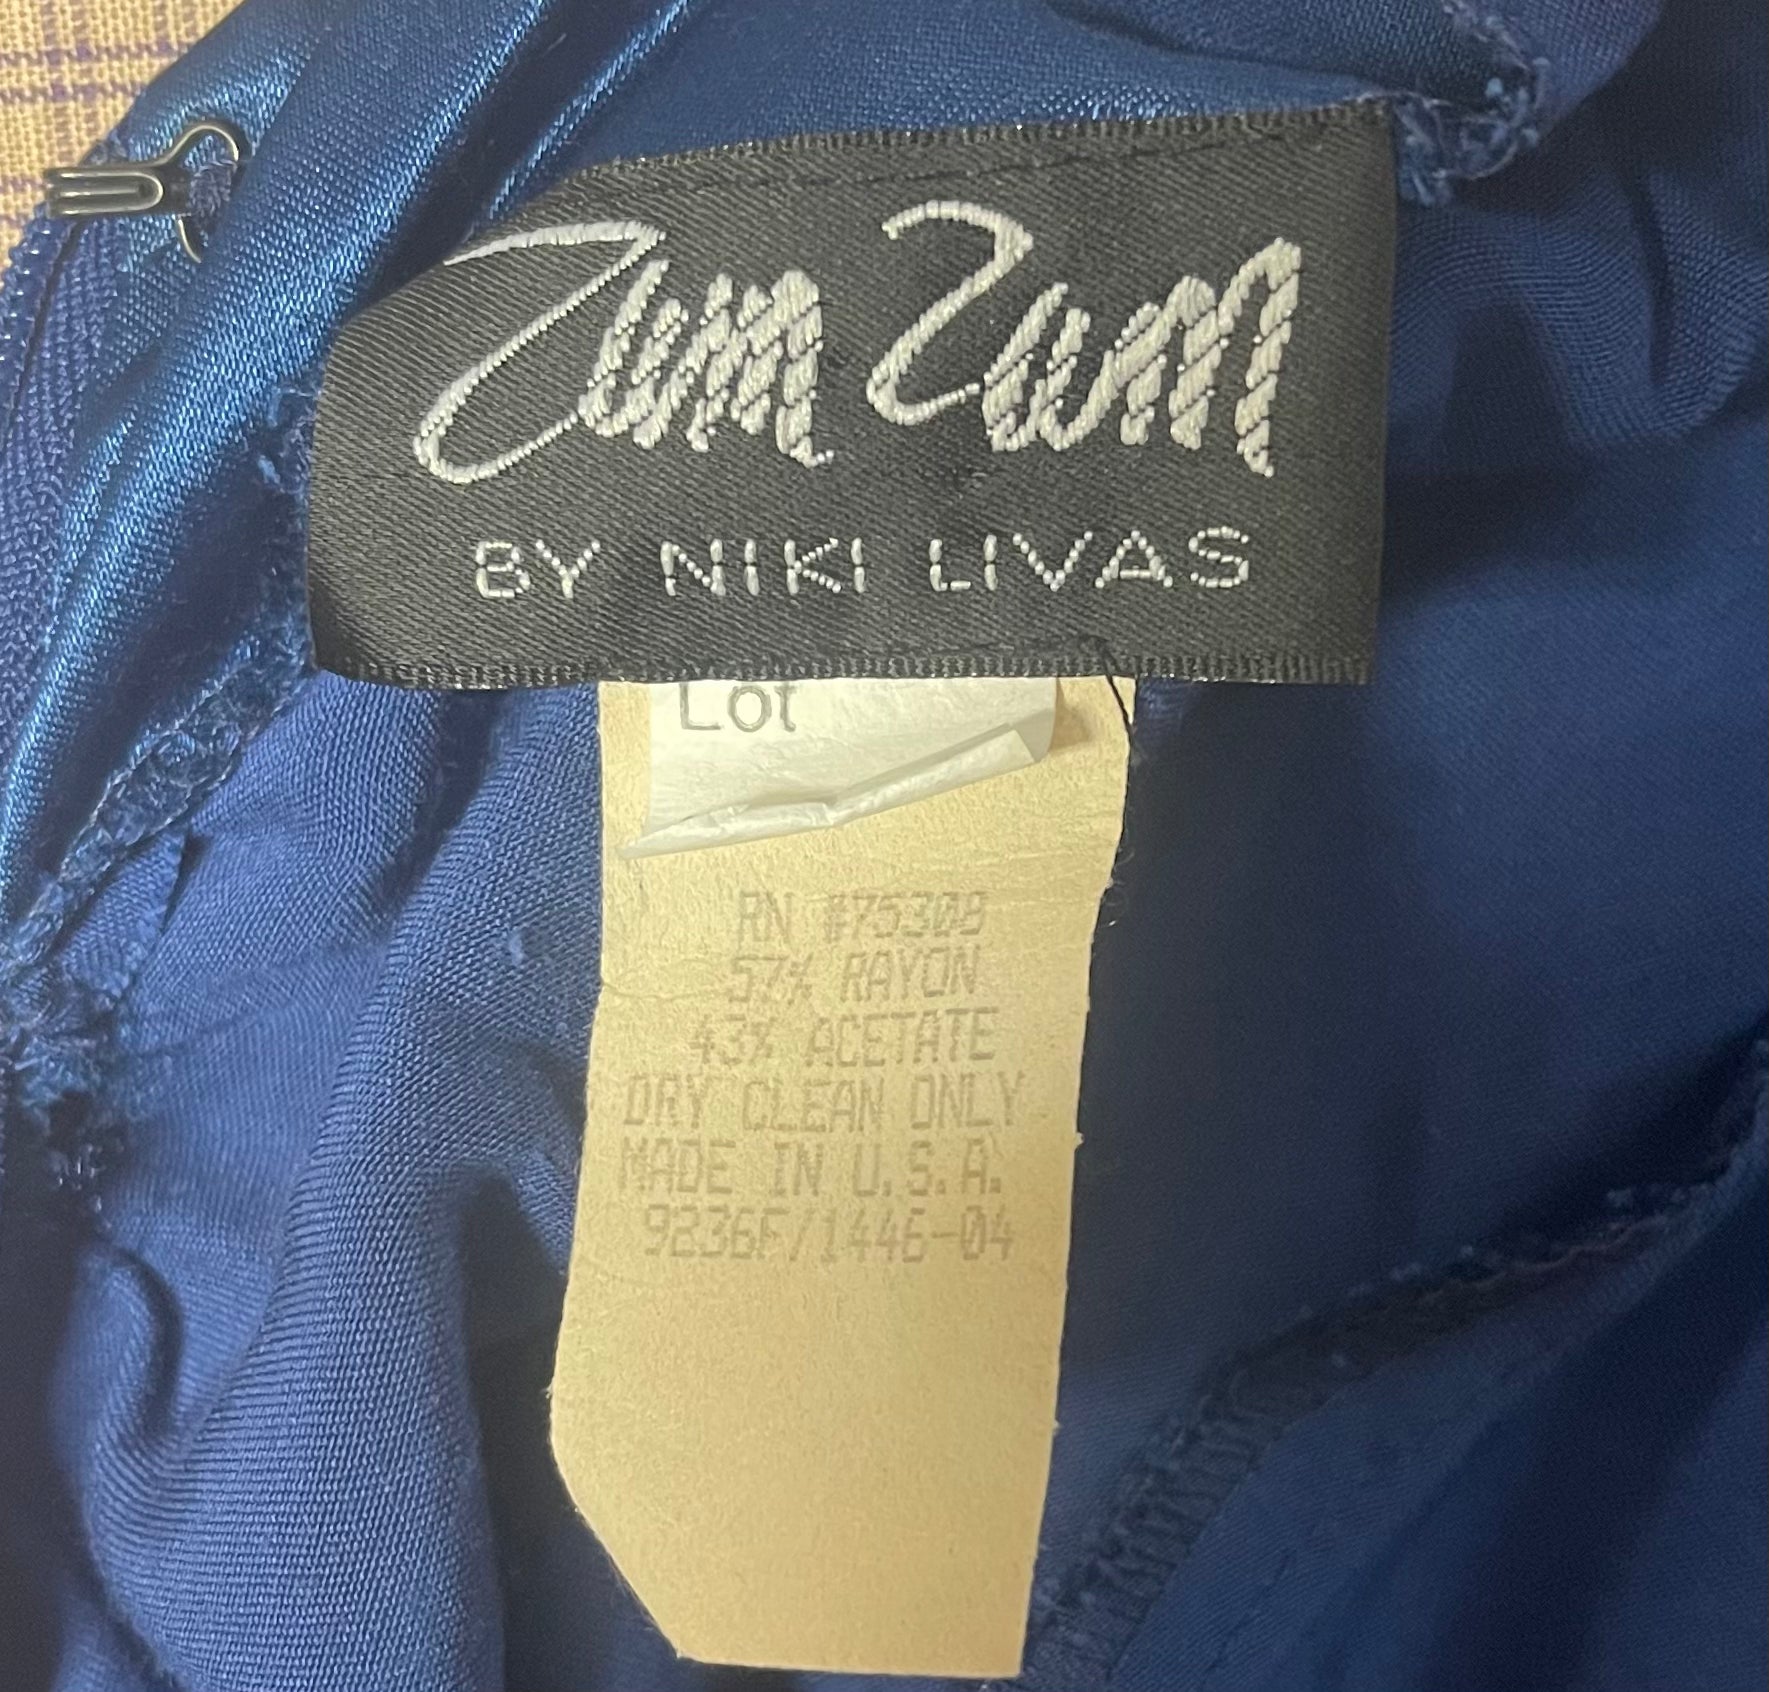 Zum Zum
BY NIKI LIVAS
Lot
RN #75308
57% RAYON
43% ACETATE
DRY CLEAN ONLY
MADE IN U.S.A.
9236F/1446-04